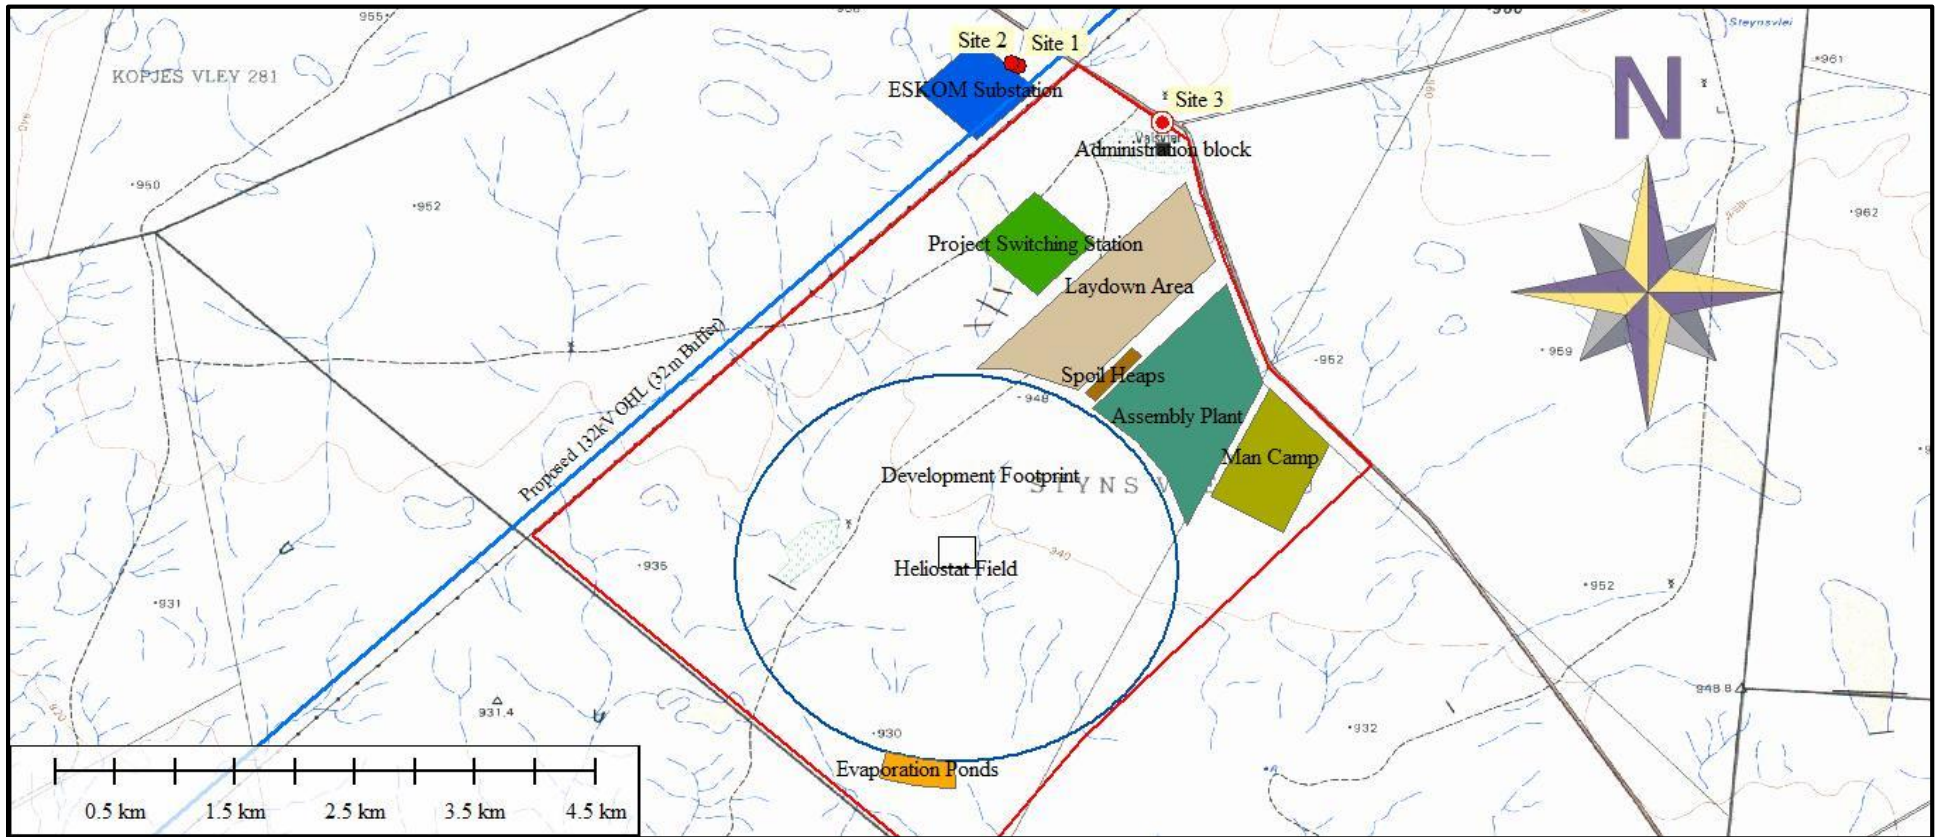 955
Steynsvlei
Site 2
Site 1
961
KOPJES VLEY 281
N
ESKOM Substation
Site 3
Valsvlei
Administration block
950
952
962
Project Switching Station
Laydown Area
Proposed 132kV OHL (32m Buffer)
952
959
Spoil Heaps
948
Assembly Plant
Man Camp
Development Footprint
940
Heliostat Field
935
952
931
948.8
931.4
932
930
Evaporation Ponds
0.5 km 1.5 km 2.5 km 3.5 km 4.5 km